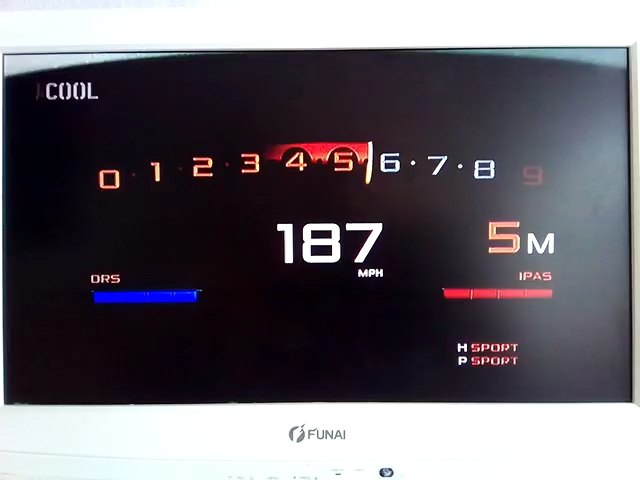 COOL
0 · 1 · 2 · 3 · 4 · 5 6 · 7 · 8 9
187 5M
MPH
DRS IPAS
H SPORT
P SPORT
FUNAI